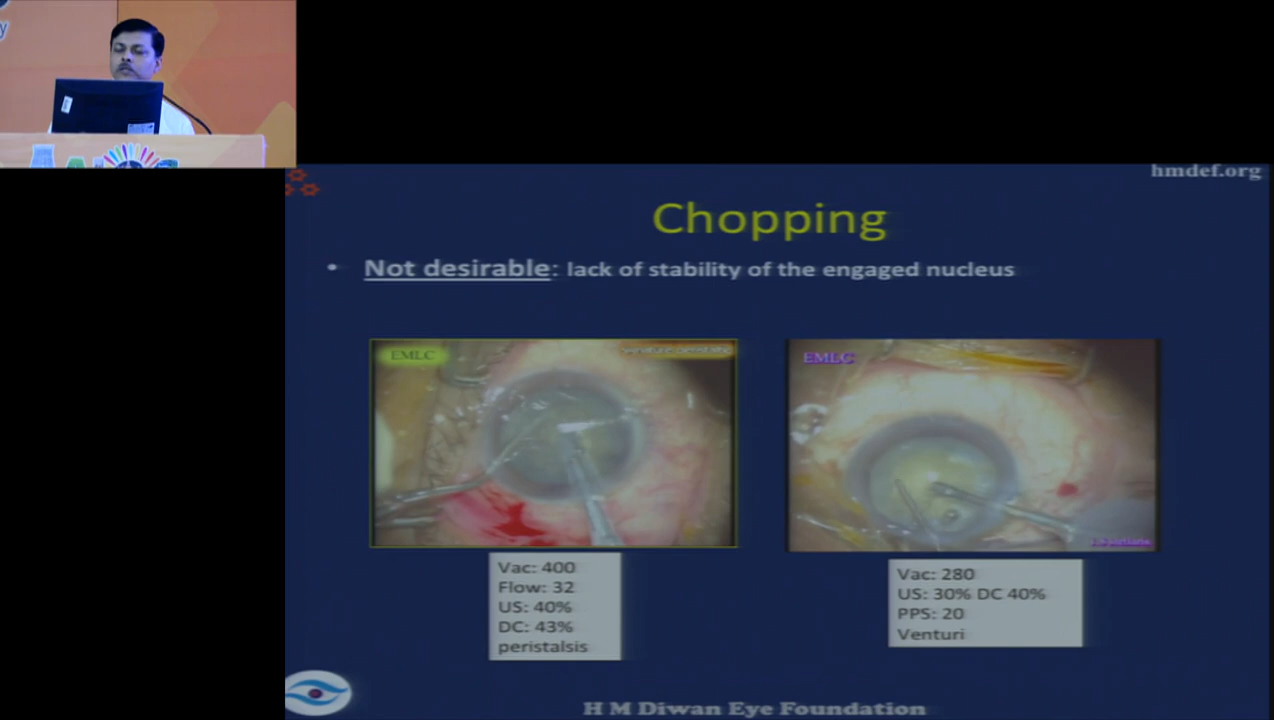 y
hmdef.org
Chopping
• Not desirable: lack of stability of the engaged nucleus
EMLC
EMLC
Vac: 400
Flow: 32
US: 40%
DC: 43%
peristalsis
Vac: 280
US: 30% DC 40%
PPS: 20
Venturi
H M Diwan Eye Foundation